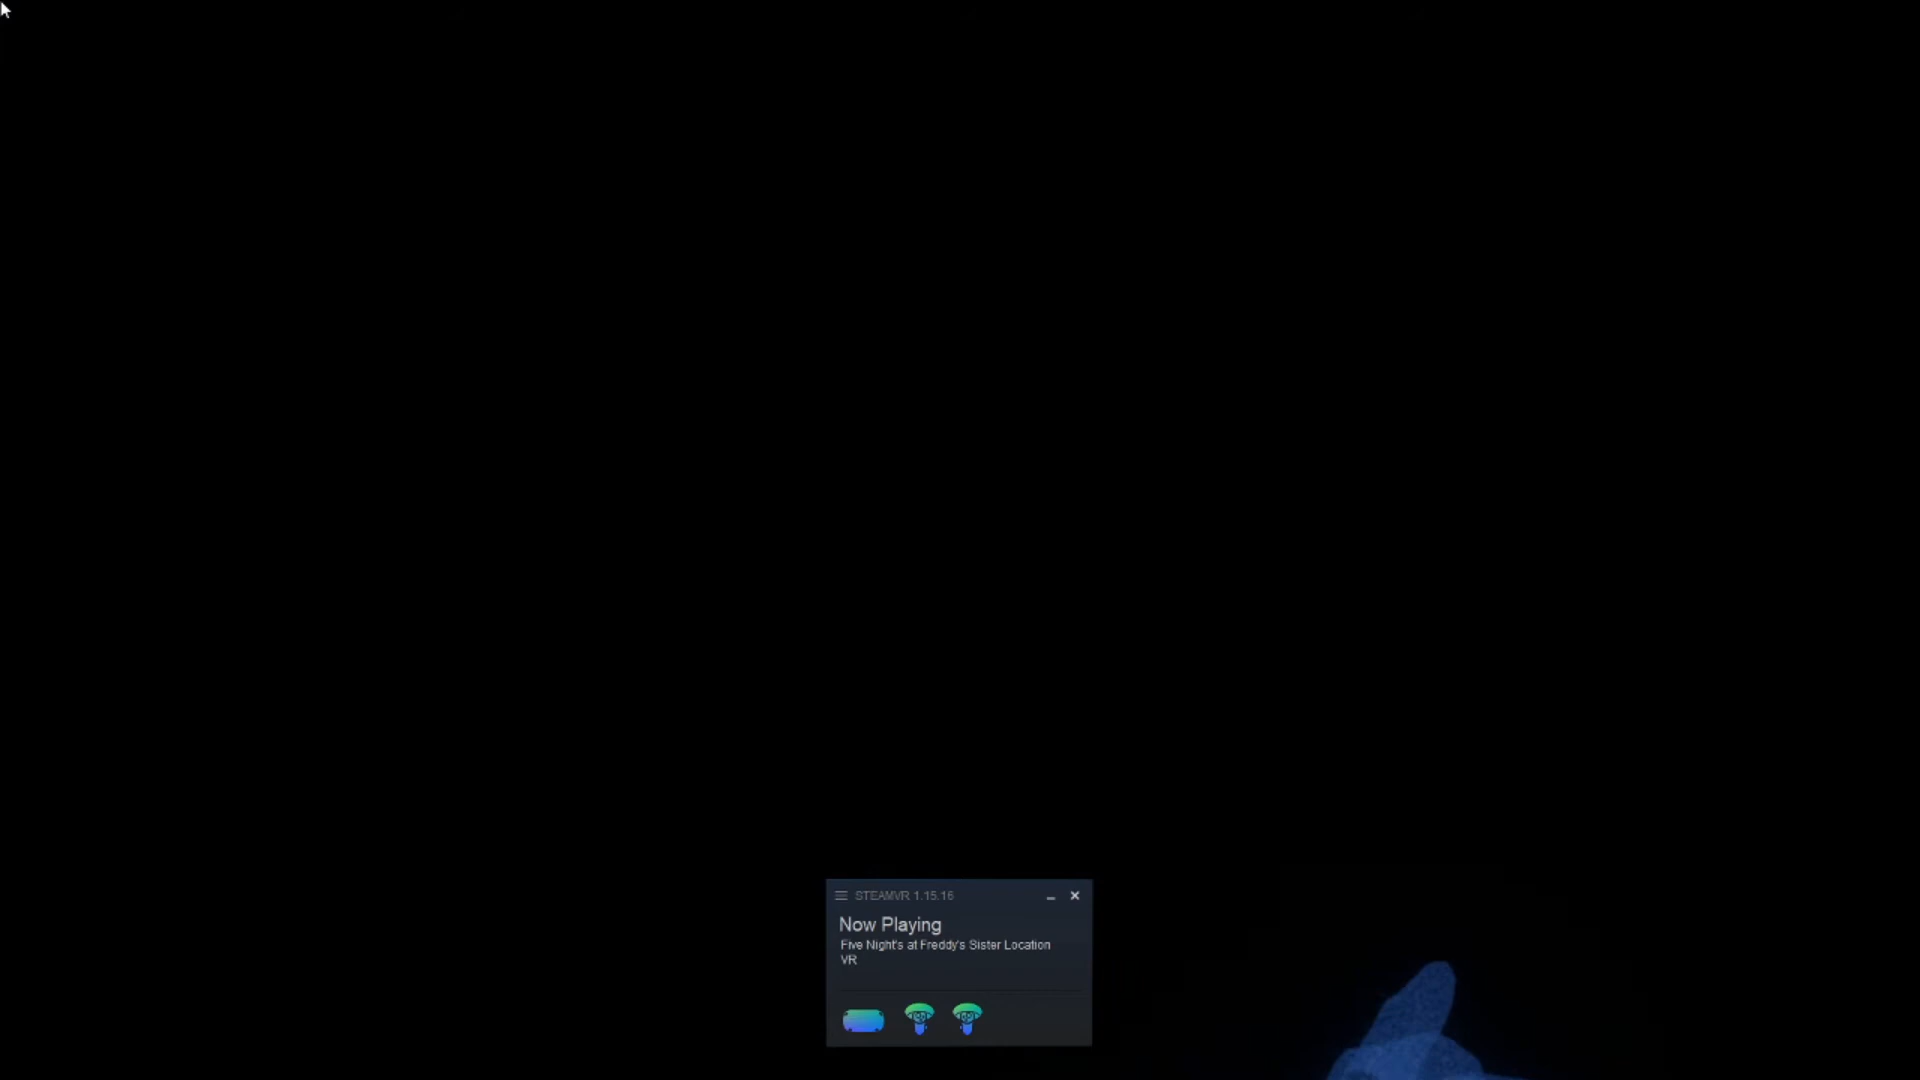 STEAMVR 1.15.16
Now Playing
Five Night's at Freddy's Sister Location
VR